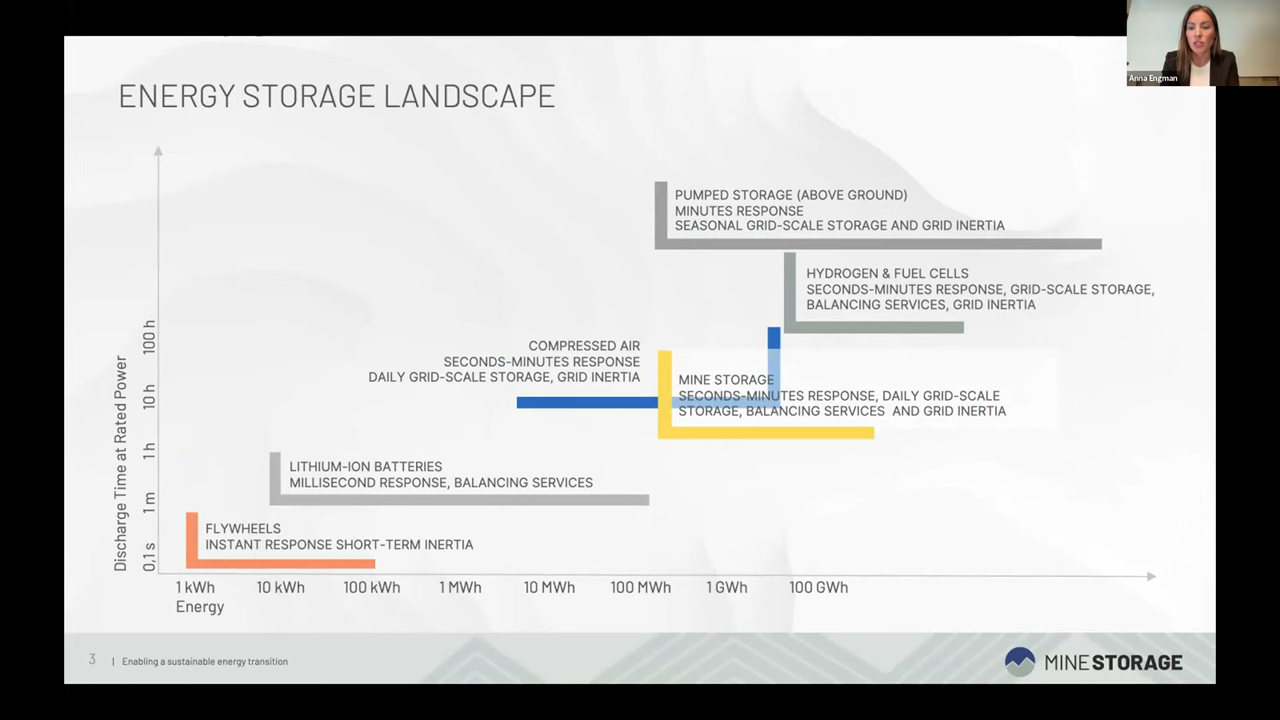 Anna Engman
ENERGY STORAGE LANDSCAPE
PUMPED STORAGE (ABOVE GROUND)
MINUTES RESPONSE
SEASONAL GRID-SCALE STORAGE AND GRID INERTIA
HYDROGEN & FUEL CELLS
SECONDS-MINUTES RESPONSE, GRID-SCALE STORAGE,
BALANCING SERVICES, GRID INERTIA
COMPRESSED AIR
SECONDS-MINUTES RESPONSE
DAILY GRID-SCALE STORAGE, GRID INERTIA
MINE STORAGE
SECONDS-MINUTES RESPONSE, DAILY GRID-SCALE
STORAGE, BALANCING SERVICES AND GRID INERTIA
LITHIUM-ION BATTERIES
MILLISECOND RESPONSE, BALANCING SERVICES
FLYWHEELS
INSTANT RESPONSE SHORT-TERM INERTIA
Discharge Time at Rated Power
100 h
10 h
1 h
1 m
0,1 s
1 kWh 10 kWh 100 kWh 1 MWh 10 MWh 100 MWh 1 GWh 100 GWh
Energy
3 | Enabling a sustainable energy transition
MINE STORAGE